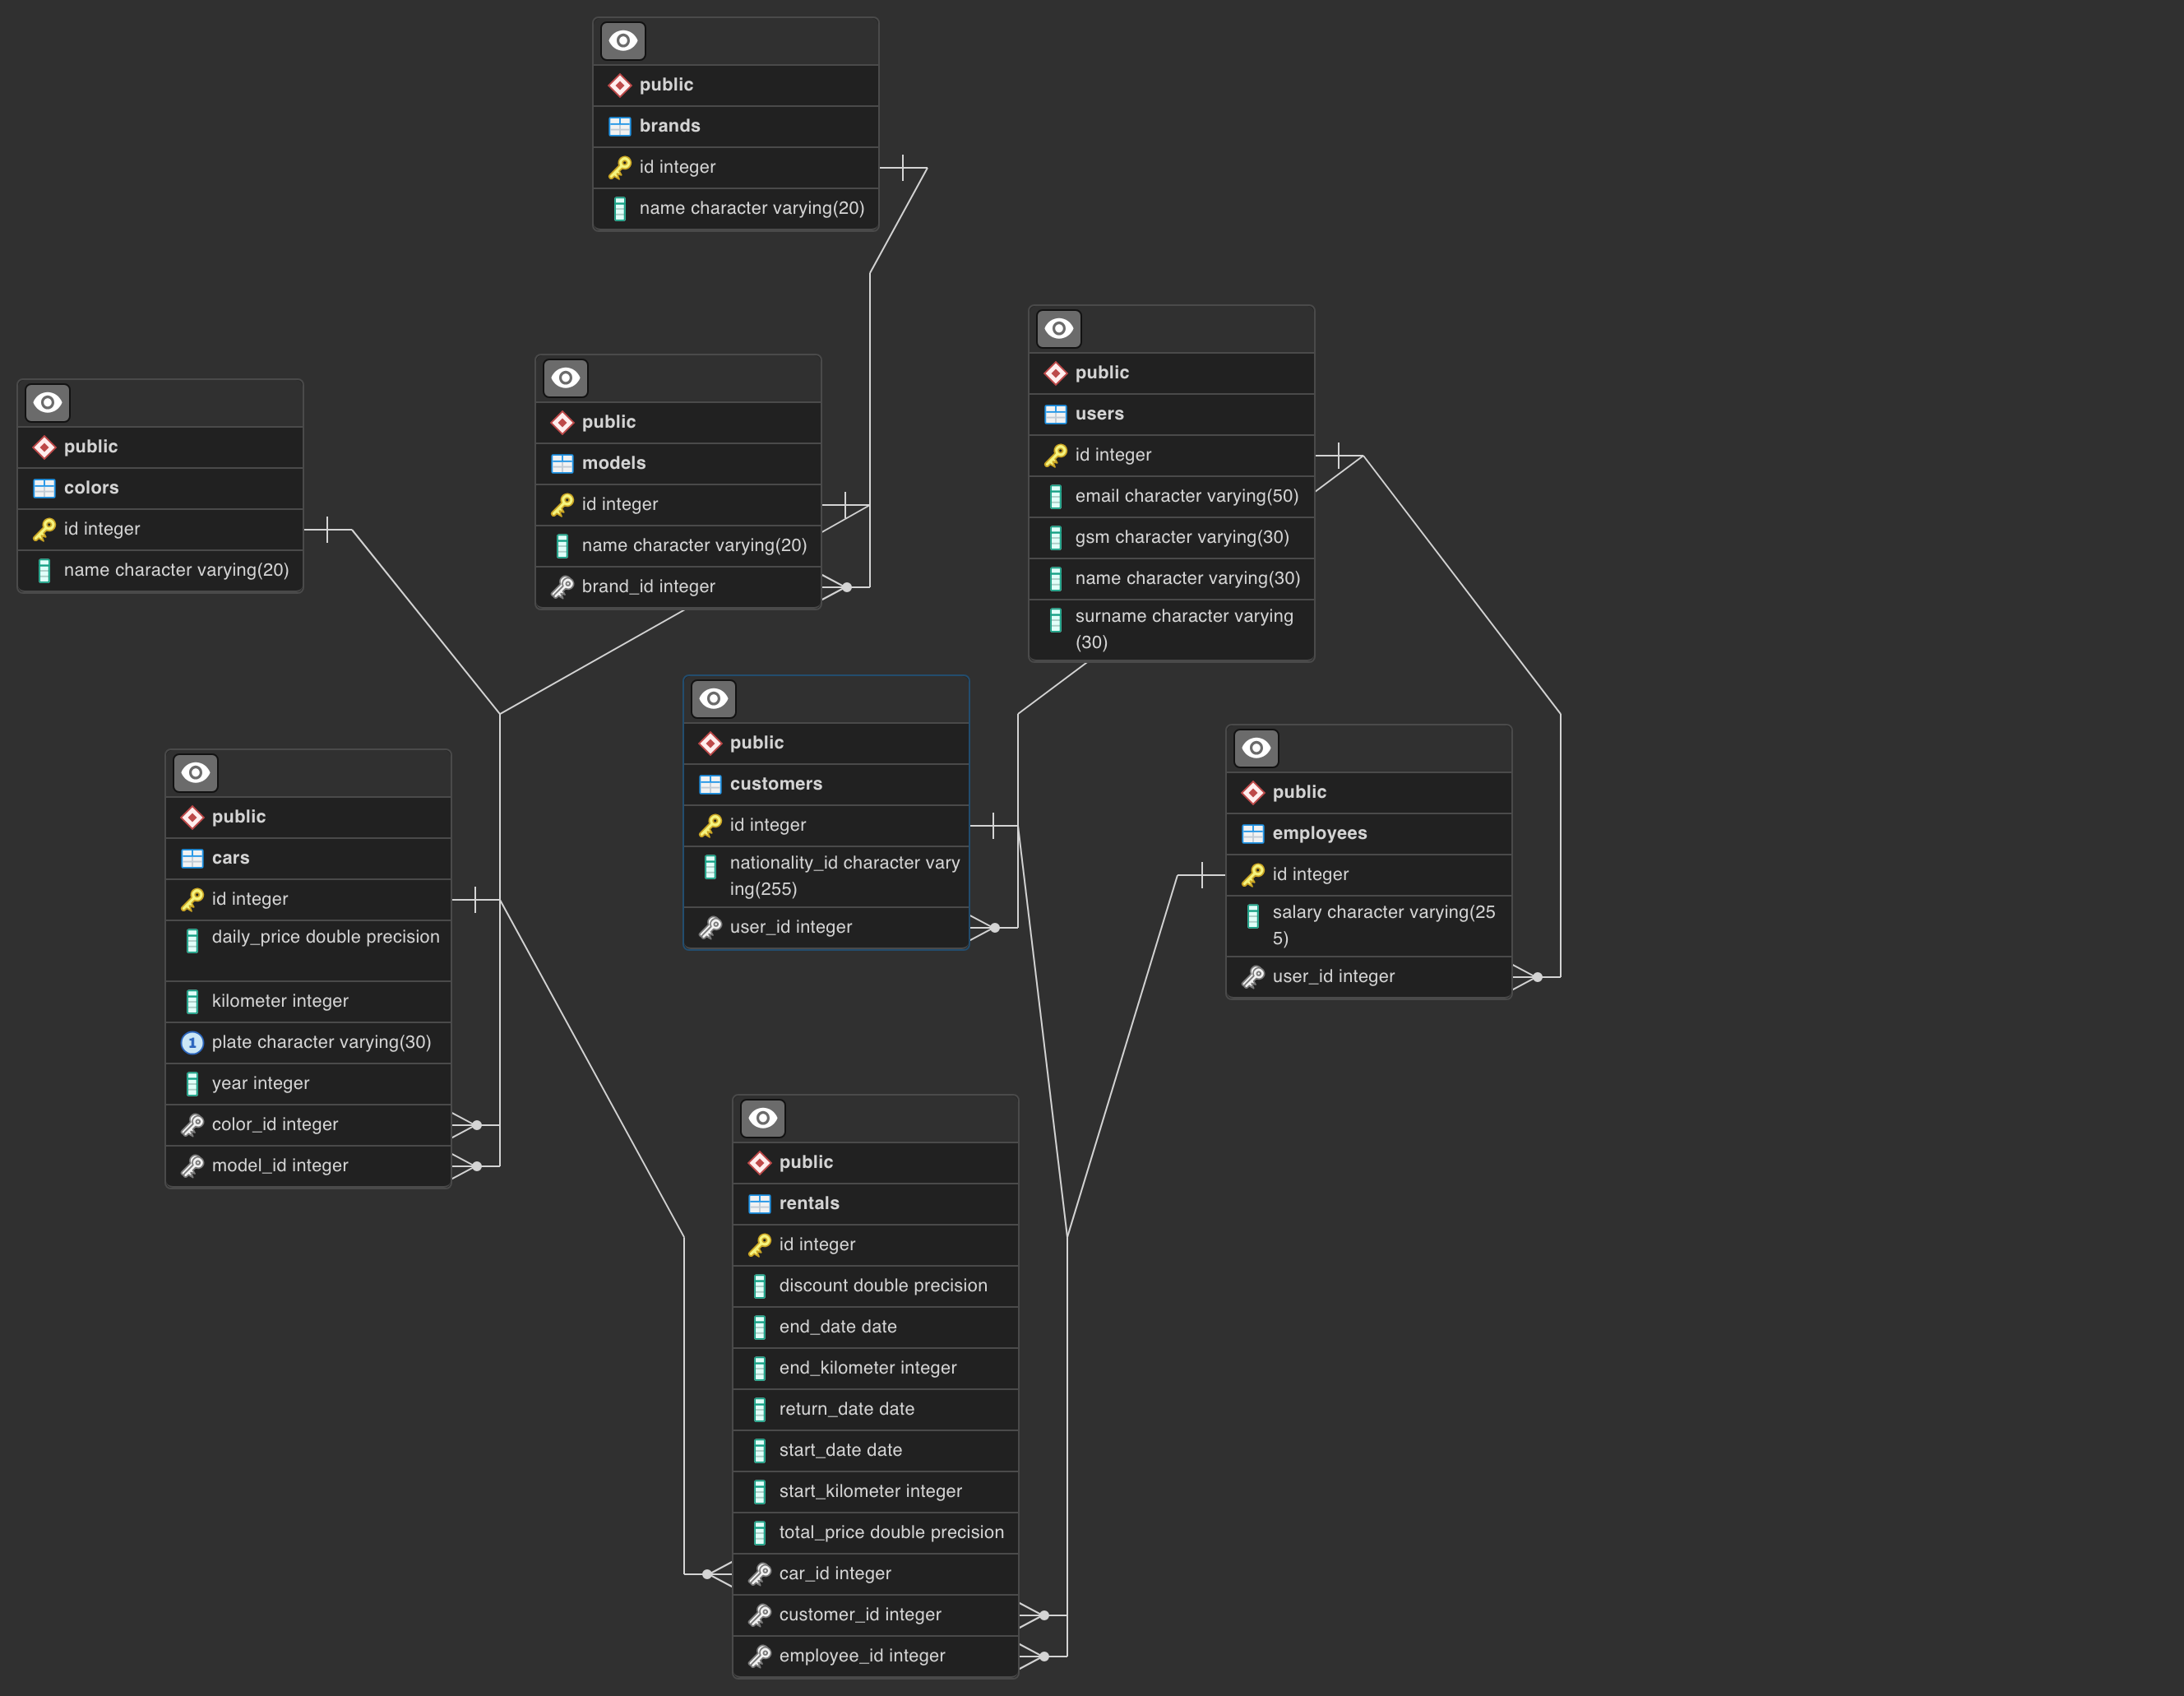 public
brands
id integer
name character varying(20)
public
colors
id integer
name character varying(20)
public
models
id integer
name character varying(20)
brand_id integer
public
users
id integer
email character varying(50)
gsm character varying(30)
name character varying(30)
surname character varying
(30)
public
cars
id integer
daily_price double precision
kilometer integer
1 plate character varying(30)
year integer
color_id integer
model_id integer
public
customers
id integer
nationality_id character vary
ing(255)
user_id integer
public
employees
id integer
salary character varying(25
5)
user_id integer
public
rentals
id integer
discount double precision
end_date date
end_kilometer integer
return_date date
start_date date
start_kilometer integer
total_price double precision
car_id integer
customer_id integer
employee_id integer